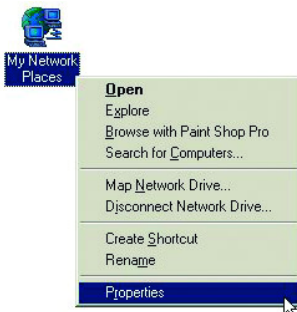 My Network
Places
Open
Explore
Browse with Paint Shop Pro
Search for Computers...
Map Network Drive...
Disconnect Network Drive...
Create Shortcut
Rename
Properties